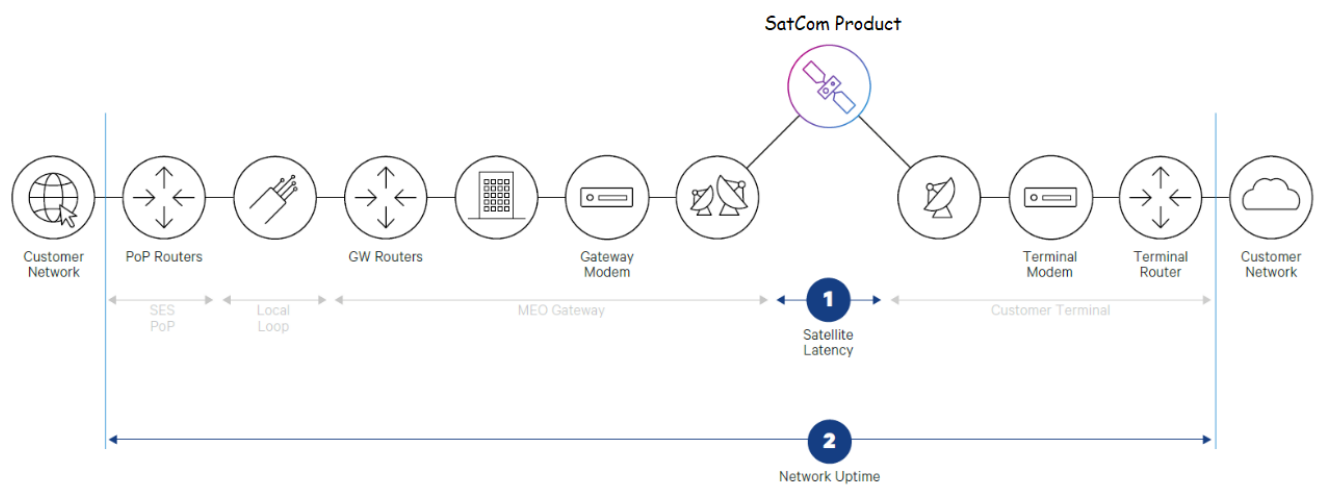 SatCom Product
Customer
Network
PoP Routers
GW Routers
Gateway
Modem
Terminal
Modem
Terminal
Router
Customer
Network
SES
PoP
Local
Loop
MEO Gateway
1
Satellite
Latency
Customer Terminal
2
Network Uptime